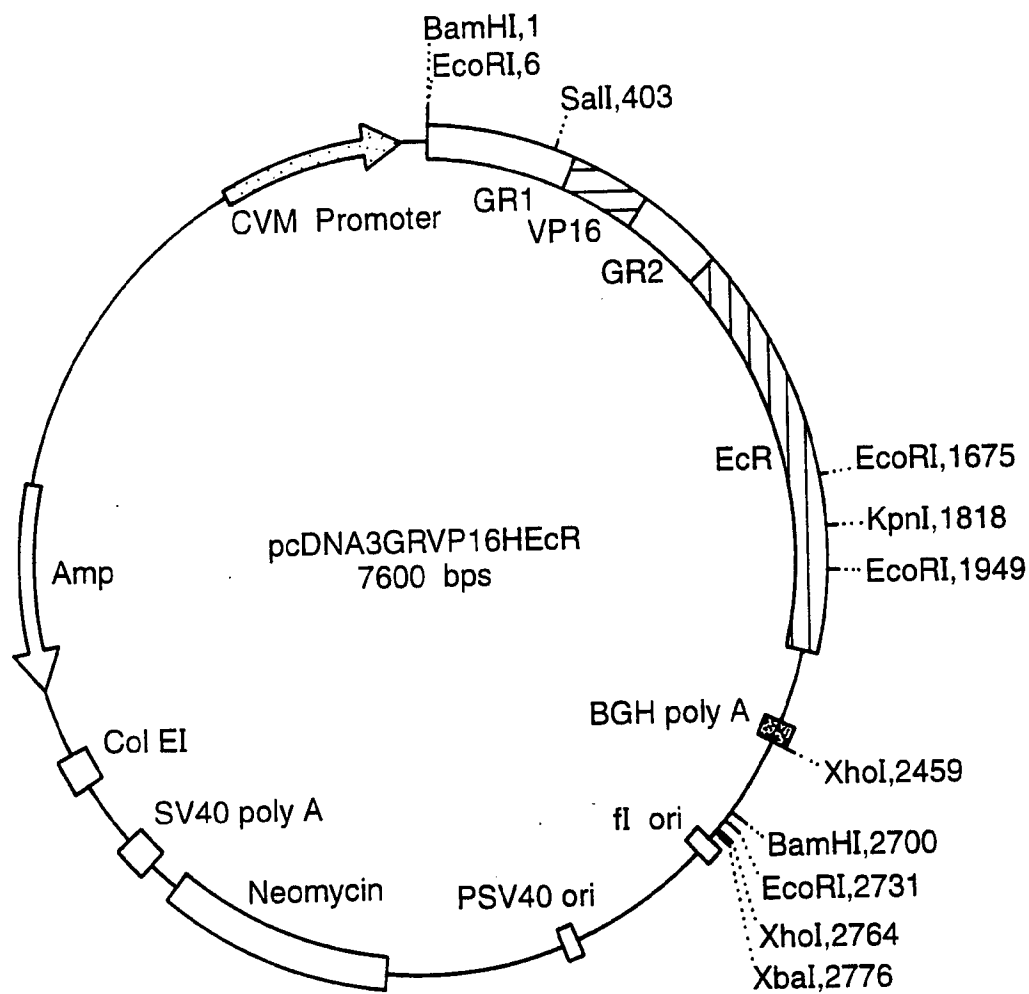 BamHI,1
EcoRI,6
SalI,403
CVM Promoter
GR1
VP16
GR2
EcR
EcoRI,1675
KpnI,1818
EcoRI,1949
pcDNA3GRVP16HEcR
7600 bps
Amp
BGH poly A
XhoI,2459
Col EI
SV40 poly A
fI ori
BamHI,2700
EcoRI,2731
XhoI,2764
XbaI,2776
Neomycin
PSV40 ori